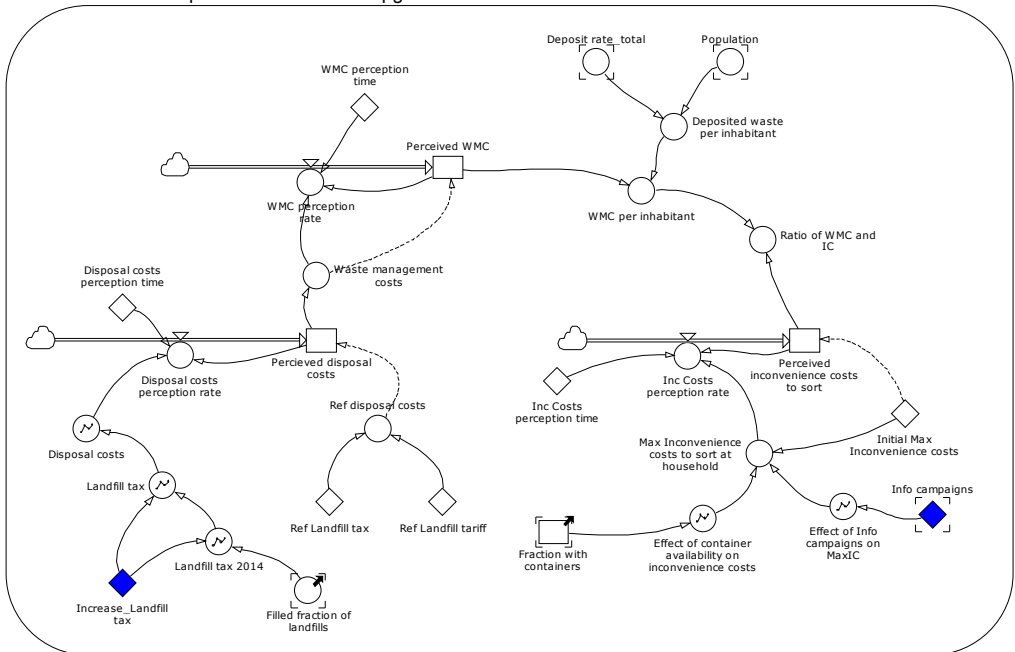 Deposit rate_total
Population
WMC perception
time
Deposited waste
per inhabitant
Perceived WMC
WMC perception
rate
WMC per inhabitant
Ratio of WMC and
IC
Waste management
costs
Disposal costs
perception time
Percieved disposal
costs
Perceived
inconvenience costs
to sort
Disposal costs
perception rate
Inc Costs
perception rate
Inc Costs
perception time
Ref disposal costs
Initial Max
Inconvenience costs
Max Inconvenience
costs to sort at
household
Disposal costs
Landfill tax
Info campaigns
Ref Landfill tax
Ref Landfill tariff
Effect of Info
campaigns on
MaxIC
Fraction with
containers
Effect of container
availability on
inconvenience costs
Landfill tax 2014
Increase_Landfill
tax
Filled fraction of
landfills